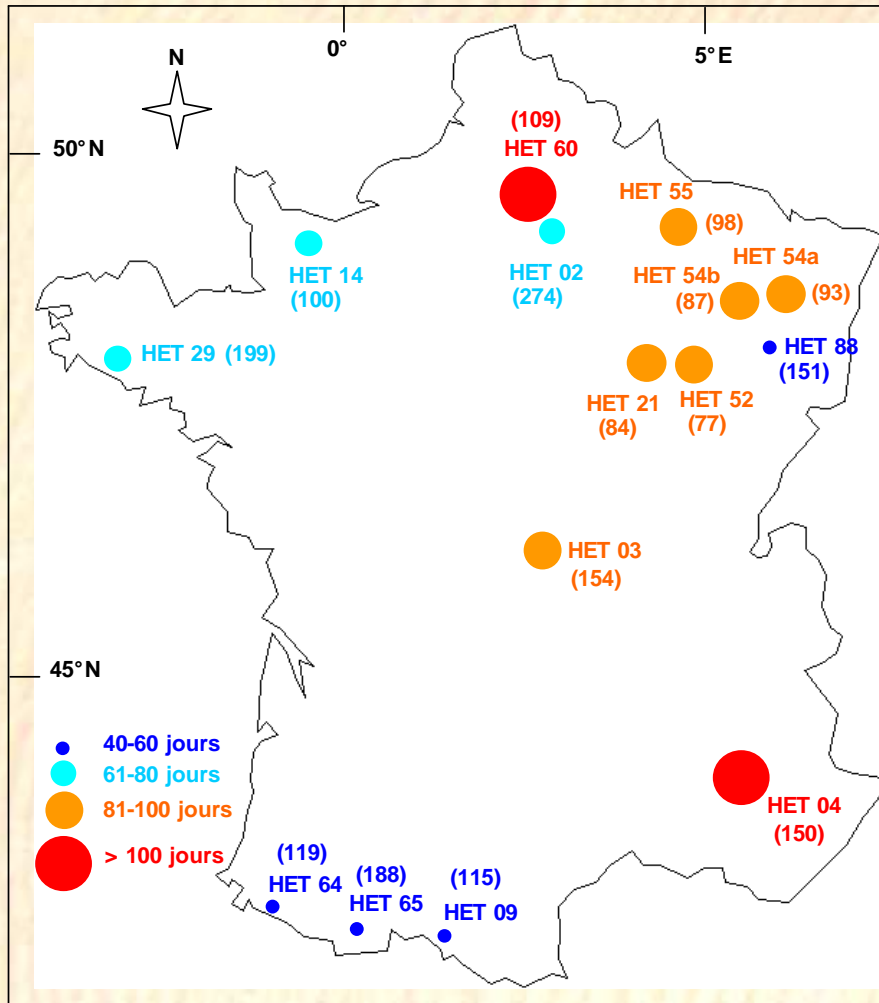 0°
5°E
N
50°N
(109)
HET 60
HET 55
(98)
HET 54a
HET 54b
(93)
(87)
HET 14
(100)
HET 02
(274)
HET 29 (199)
HET 88
(151)
HET 21
(84)
HET 52
(77)
HET 03
(154)
45°N
40-60 jours
61-80 jours
81-100 jours
> 100 jours
HET 04
(150)
(119)
HET 64
(188)
HET 65
(115)
HET 09